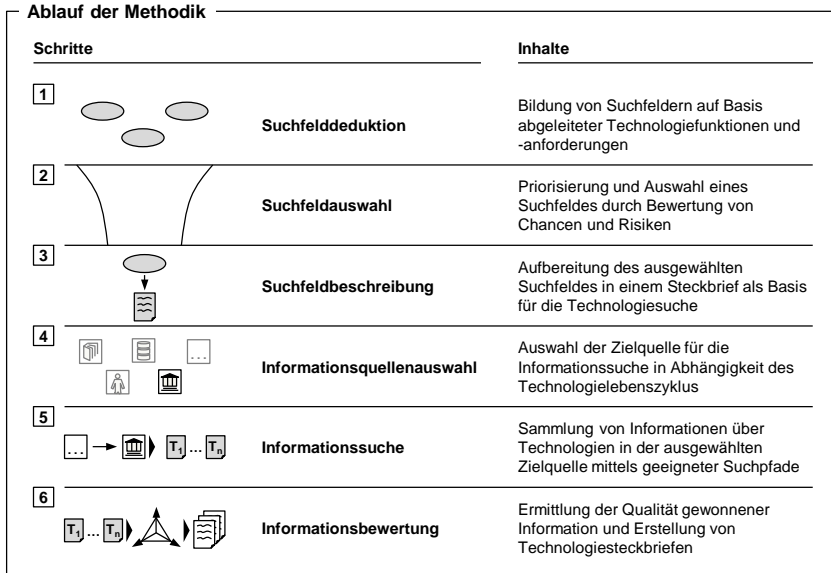 Ablauf der Methodik
Schritte
Inhalte
1
Suchfelddeduktion
Bildung von Suchfeldern auf Basis
abgeleiteter Technologiefunktionen und
-anforderungen
2
Suchfeldauswahl
Priorisierung und Auswahl eines
Suchfeldes durch Bewertung von
Chancen und Risiken
3
Suchfeldbeschreibung
Aufbereitung des ausgewählten
Suchfeldes in einem Steckbrief als Basis
für die Technologiesuche
4
...
Informationsquellenauswahl
Auswahl der Zielquelle für die
Informationssuche in Abhängigkeit des
Technologielebenszyklus
5
... T1 ... Tn
Informationssuche
Sammlung von Informationen über
Technologien in der ausgewählten
Zielquelle mittels geeigneter Suchpfade
6
T1 ... Tn
Informationsbewertung
Ermittlung der Qualität gewonnener
Information und Erstellung von
Technologiesteckbriefen